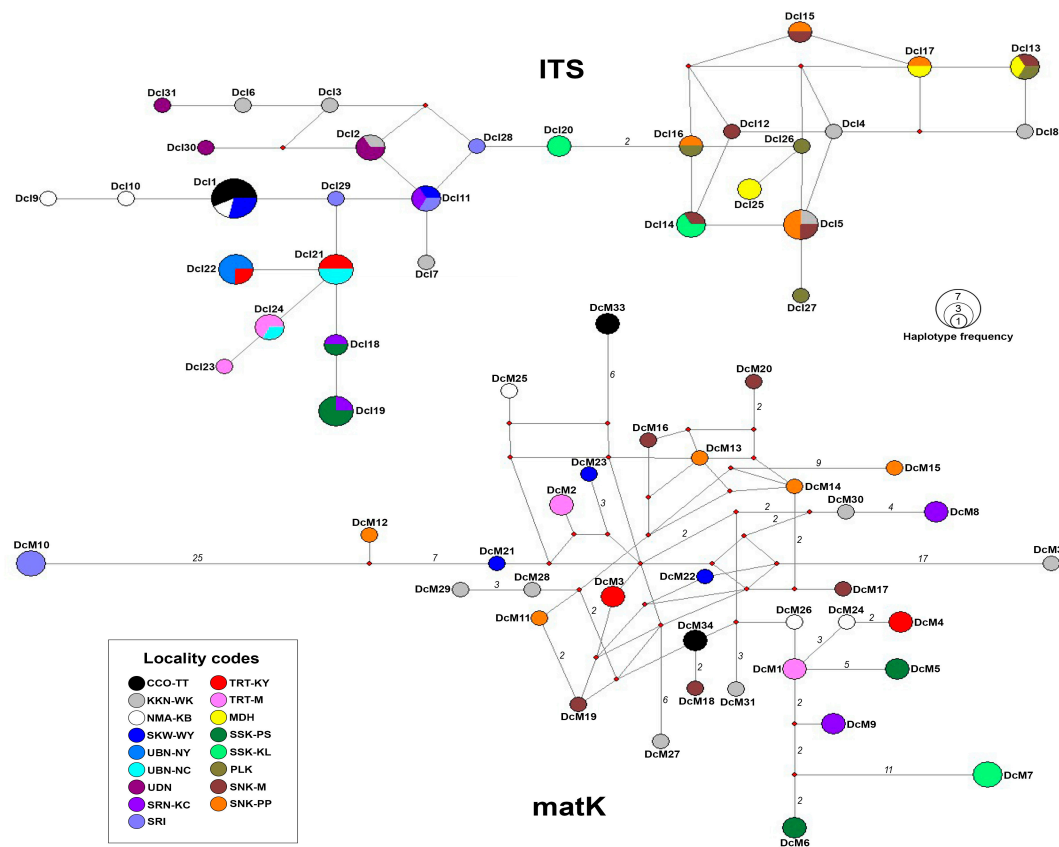 ITS
DcI15
DcI17
DcI13
DcI31
DcI6
DcI3
DcI2
DcI28
DcI20
2
DcI16
DcI12
DcI26
DcI4
DcI8
DcI30
DcI9
DcI10
DcI1
DcI29
DcI11
DcI25
DcI14
DcI5
DcI22
DcI21
DcI7
DcI27
DcI24
DcI18
DcI23
DcI19
7
3
1
Haplotype frequency
DcM33
6
DcM25
DcM20
2
DcM16
DcM13
DcM23
9
DcM15
DcM14
DcM2
3
2
DcM30
4
DcM8
2
2
2
DcM12
DcM10
25
7
DcM21
17
DcM22
DcM29
3
DcM28
DcM3
DcM17
DcM11
2
DcM26
DcM24
2
DcM4
DcM34
3
2
3
DcM1
5
DcM5
2
DcM18
DcM31
DcM19
6
2
DcM9
DcM27
2
11
DcM7
2
DcM6
matK
Locality codes
CCO-TT TRT-KY
KKN-WK TRT-M
NMA-KB MDH
SKW-WY SSK-PS
UBN-NY SSK-KL
UBN-NC PLK
UDN SNK-M
SRN-KC SNK-PP
SRI